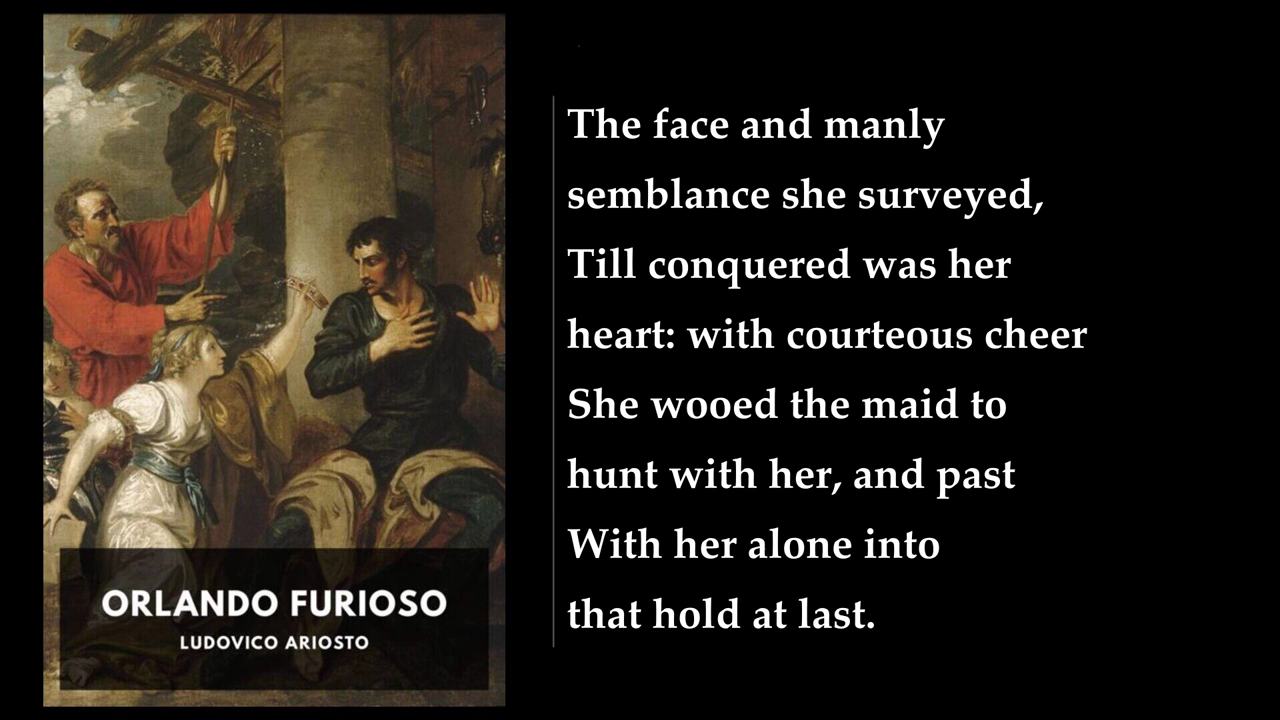 The face and manly
semblance she surveyed,
Till conquered was her
heart: with courteous cheer
She wooed the maid to
hunt with her, and past
With her alone into
that hold at last.
ORLANDO FURIOSO
LUDOVICO ARIOSTO